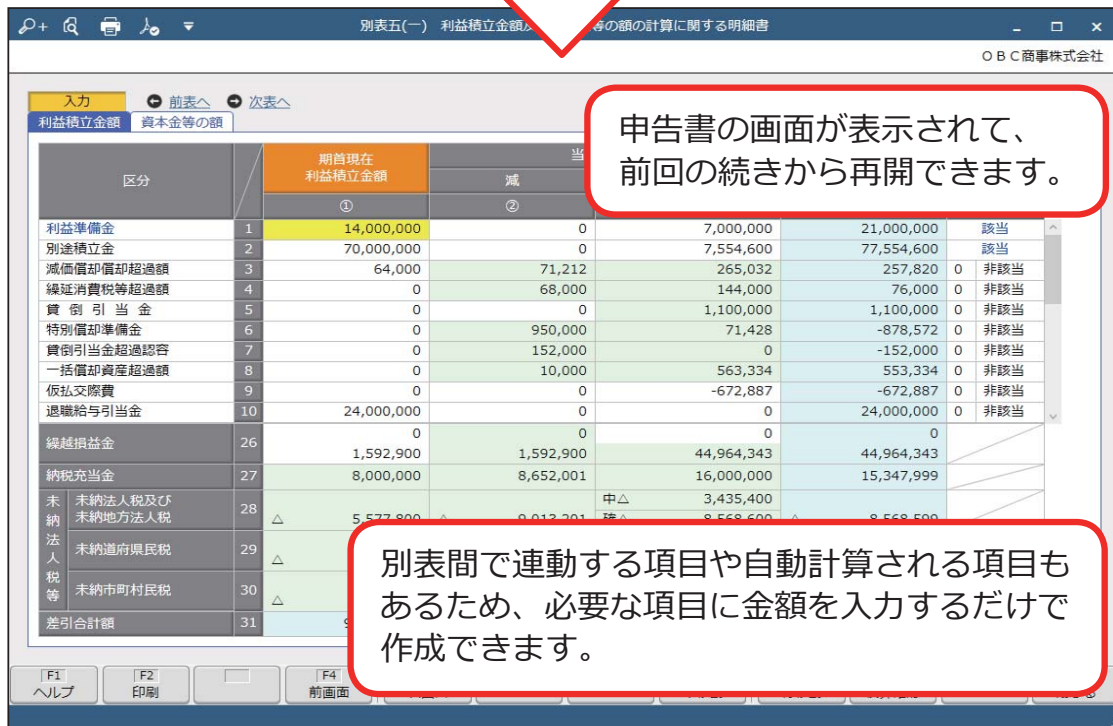 別表五(一) 利益積立金額 等の額の計算に関する明細書
ＯＢＣ商事株式会社
入力 前表へ 次表へ
利益積立金額 資本金等の額
申告書の画面が表示されて、
前回の続きから再開できます。
区分 期首現在 利益積立金額 当
減
① ②
利益準備金 1 14,000,000 0 7,000,000 21,000,000 該当
別途積立金 2 70,000,000 0 7,554,600 77,554,600 該当
減価償却償却超過額 3 64,000 71,212 265,032 257,820 0 非該当
繰延消費税等超過額 4 0 68,000 144,000 76,000 0 非該当
貸倒引当金 5 0 0 1,100,000 1,100,000 0 非該当
特別償却準備金 6 0 950,000 71,428 -878,572 0 非該当
貸倒引当金超過認容 7 0 152,000 0 -152,000 0 非該当
一括償却資産超過額 8 0 10,000 563,334 553,334 0 非該当
仮払交際費 9 0 0 -672,887 -672,887 0 非該当
退職給与引当金 10 24,000,000 0 0 24,000,000 0 非該当
0 0 0 0
繰越損益金 26 1,592,900 1,592,900 44,964,343 44,964,343
納税充当金 27 8,000,000 8,652,001 16,000,000 15,347,999
未納法人税等
未納法人税及び 中△ 3,435,400
未納地方法人税 28 △ 5,577,800 △ 9,013,201 確△ 8,568,600 △ 8,568,599
未納道府県民税 29 △
未納市町村民税 30 △
差引合計額 31
別表間で連動する項目や自動計算される項目も
あるため、必要な項目に金額を入力するだけで
作成できます。
F1 F2 F4
ヘルプ 印刷 前画面